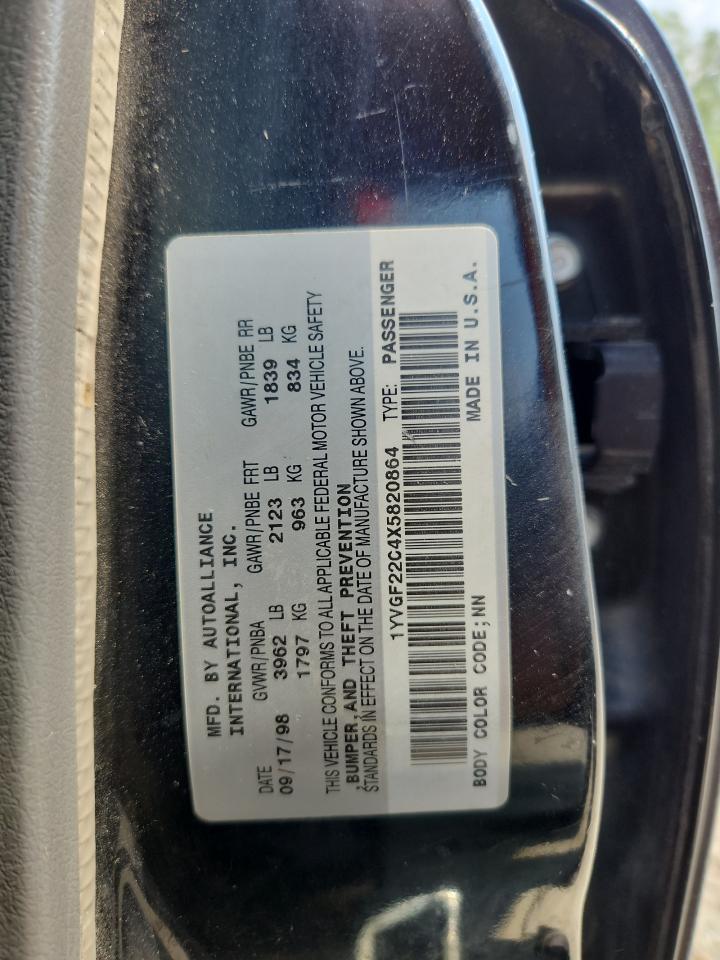 MFD. BY AUTOALLIANCE
INTERNATIONAL, INC.
DATE GVWR/PNBA GAWR/PNBE FRT GAWR/PNBE RR
09/17/98 3962 LB 2123 LB 1839 LB
1797 KG 963 KG 834 KG
THIS VEHICLE CONFORMS TO ALL APPLICABLE FEDERAL MOTOR VEHICLE SAFETY
,BUMPER,AND THEFT PREVENTION
STANDARDS IN EFFECT ON THE DATE OF MANUFACTURE SHOWN ABOVE.
1YVGF22C4X5820864 TYPE: PASSENGER
BODY COLOR CODE;NN MADE IN U.S.A.